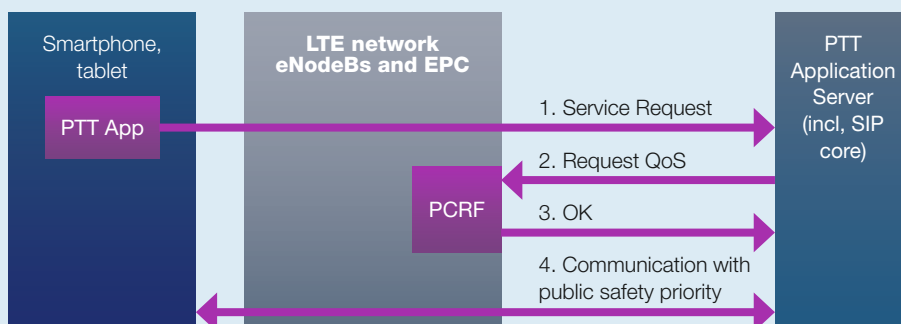 Smartphone,
tablet
PTT App
LTE network
eNodeBs and EPC
PCRF
1. Service Request
2. Request QoS
3. OK
4. Communication with
public safety priority
PTT
Application
Server
(incl, SIP
core)